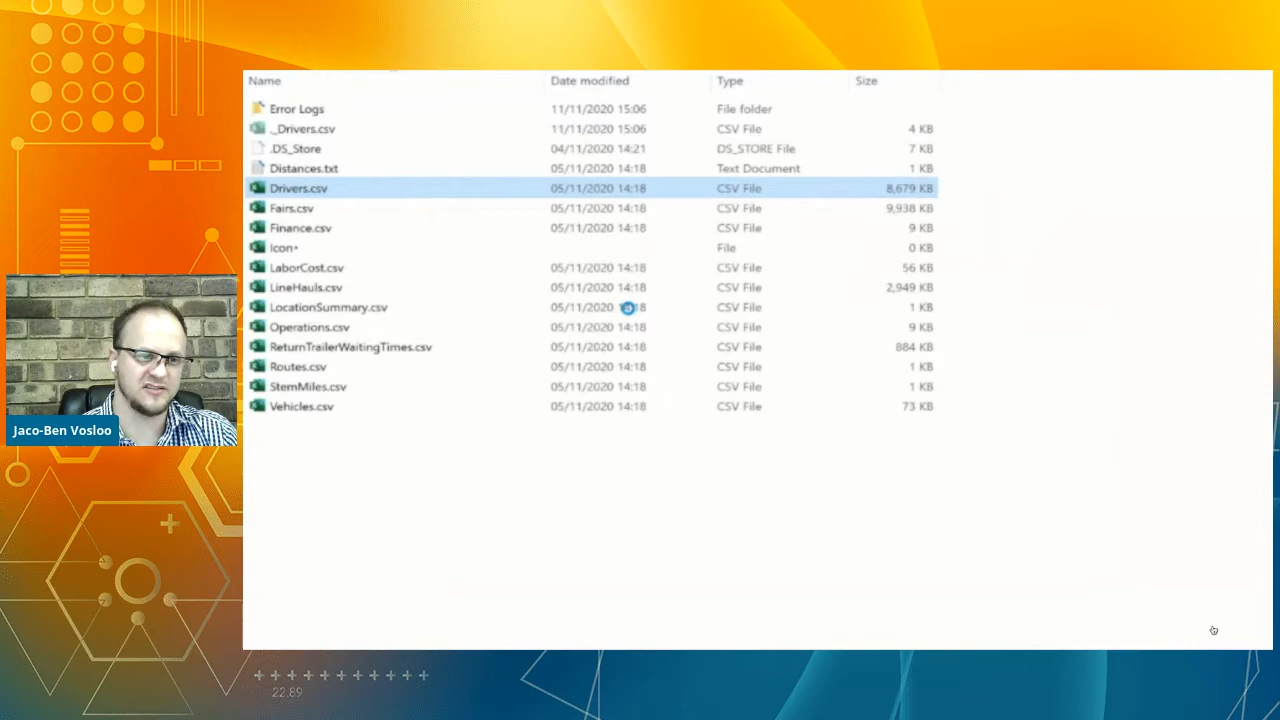 Name Date modified Type Size
Error Logs 11/11/2020 15:06 File folder
._Drivers.csv 11/11/2020 15:06 CSV File 4 KB
.DS_Store 04/11/2020 14:21 DS_STORE File 7 KB
Distances.txt 05/11/2020 14:18 Text Document 1 KB
Drivers.csv 05/11/2020 14:18 CSV File 8,679 KB
Fairs.csv 05/11/2020 14:18 CSV File 9,938 KB
Finance.csv 05/11/2020 14:18 CSV File 9 KB
Icon• File 0 KB
LaborCost.csv 05/11/2020 14:18 CSV File 56 KB
LineHauls.csv 05/11/2020 14:18 CSV File 2,949 KB
LocationSummary.csv 05/11/2020 CSV File 1 KB
Operations.csv 05/11/2020 14:18 CSV File 9 KB
ReturnTrailerWaitingTimes.csv 05/11/2020 14:18 CSV File 884 KB
Routes.csv 05/11/2020 14:18 CSV File 1 KB
StemMiles.csv 05/11/2020 14:18 CSV File 1 KB
Vehicles.csv 05/11/2020 14:18 CSV File 73 KB
Jaco-Ben Vosloo
22.89